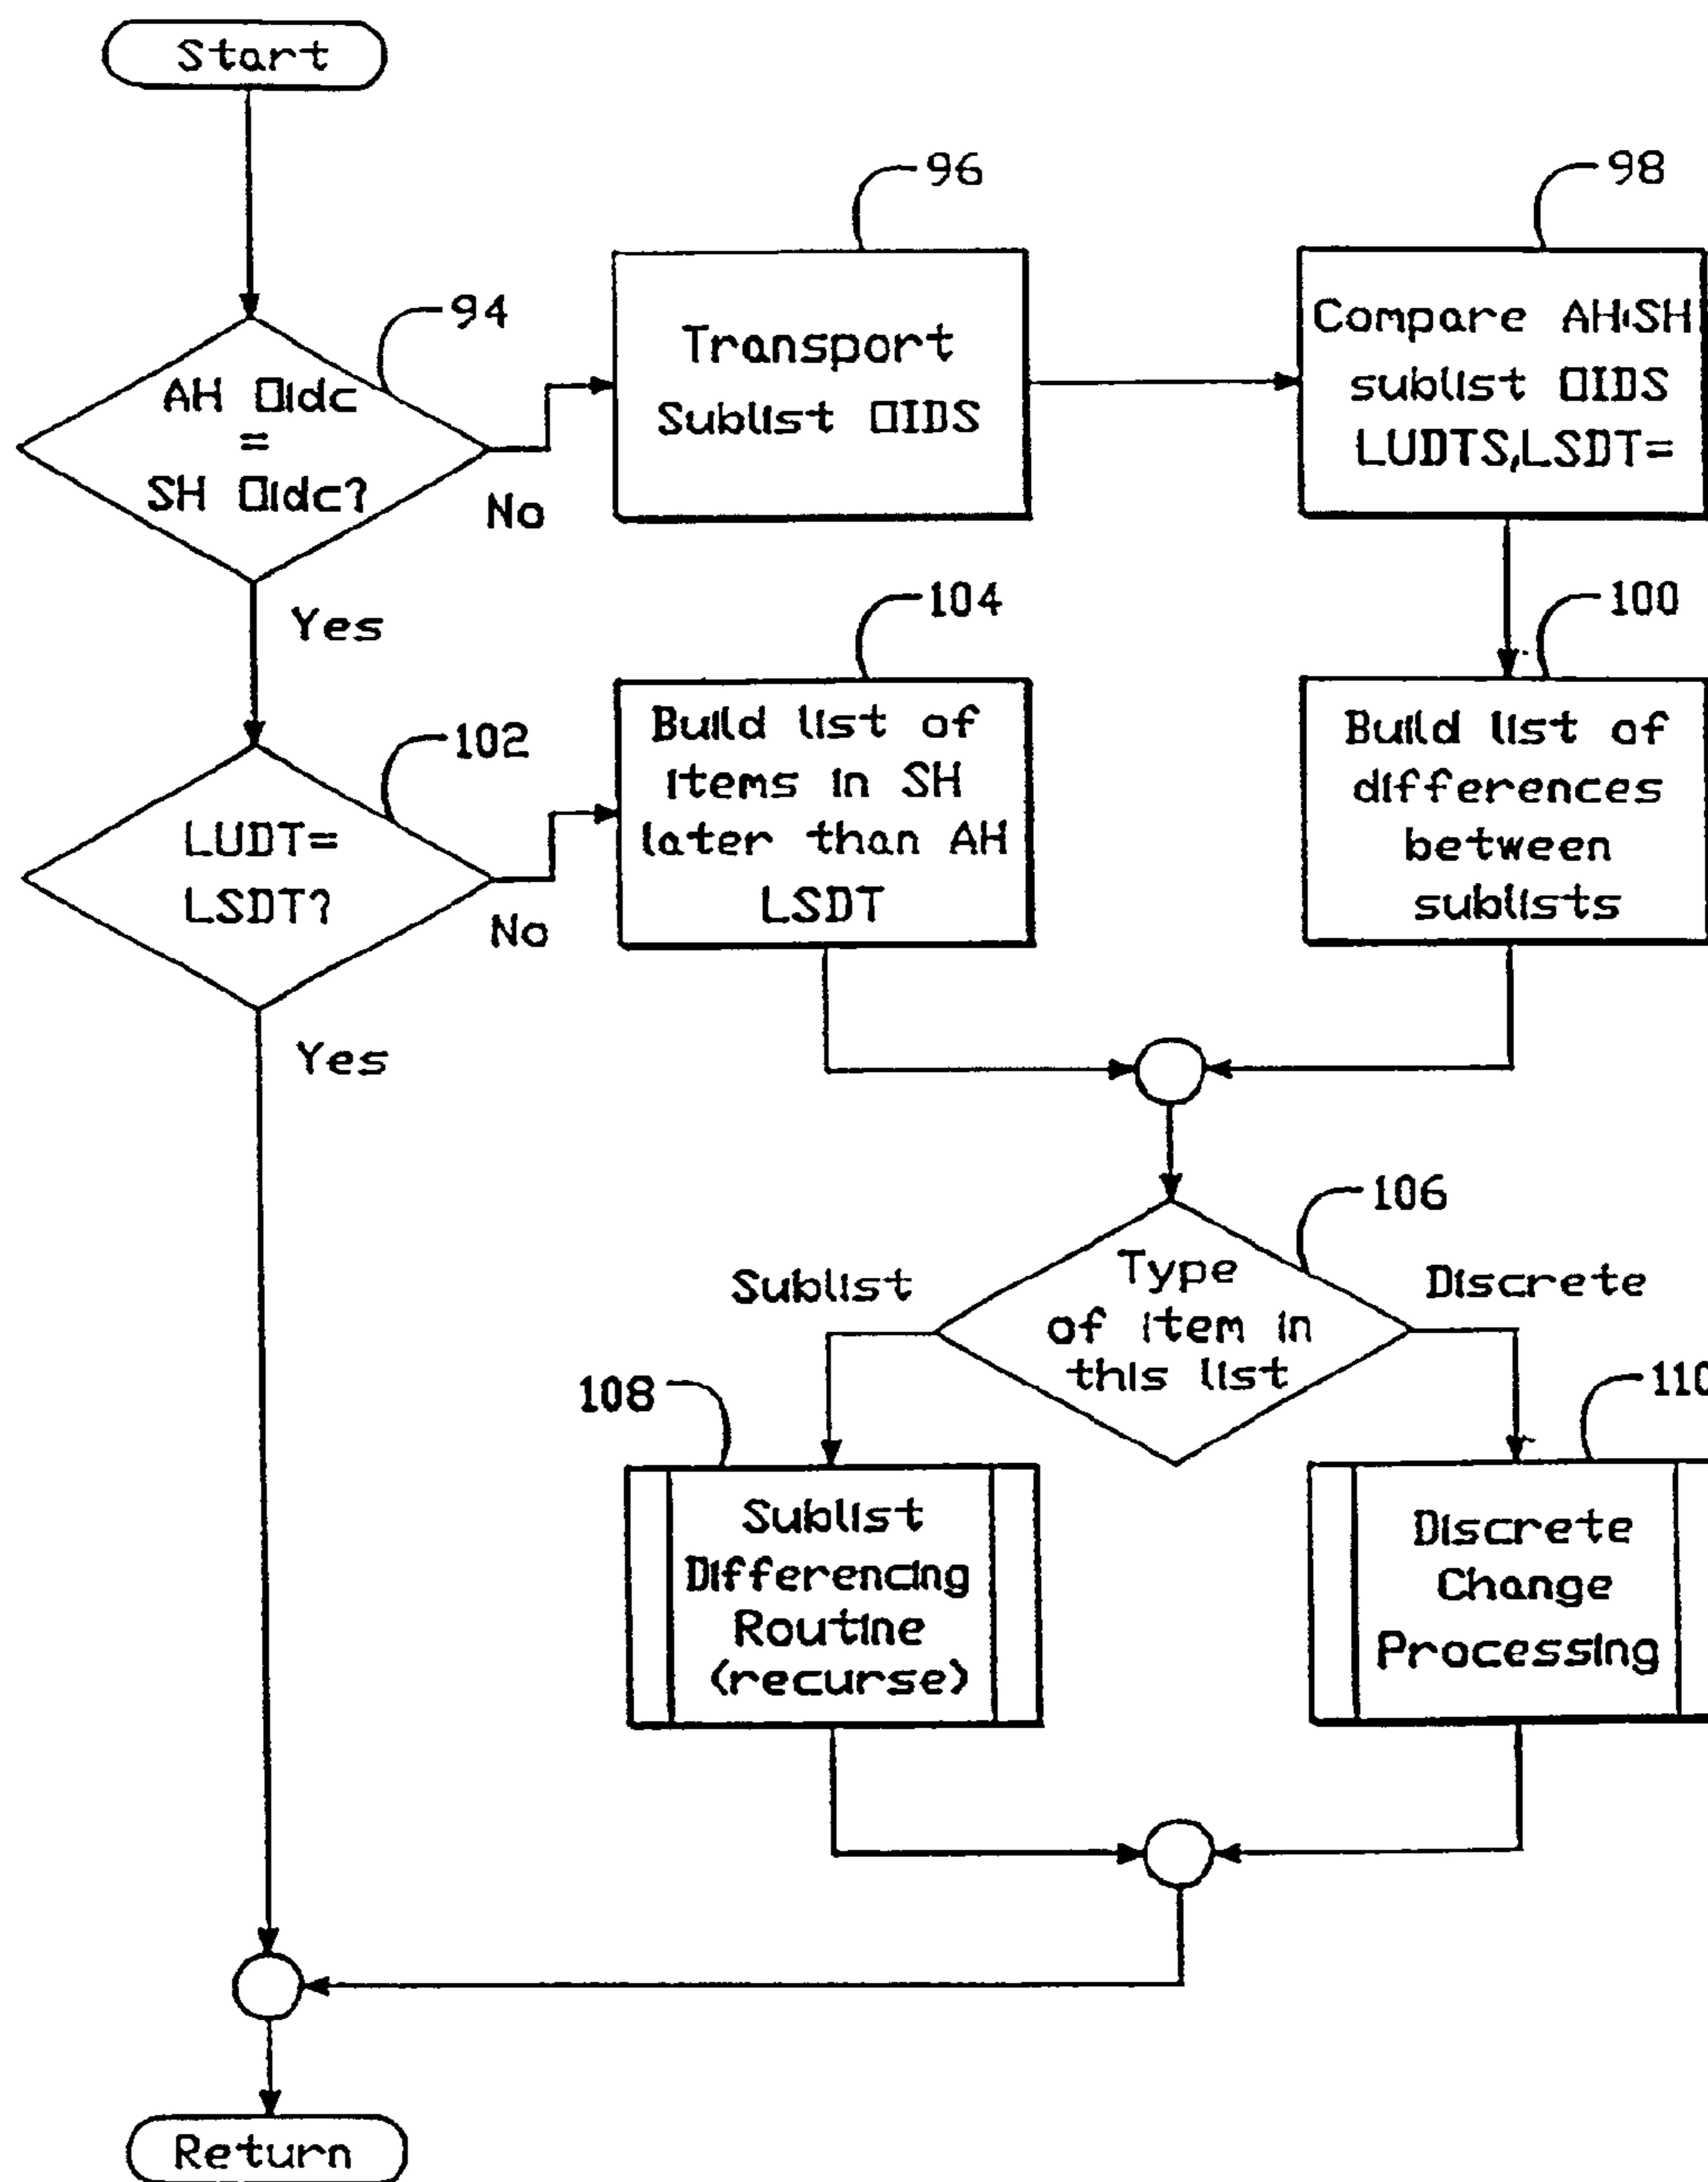 Start
96
98
94
AH Oidc
=
SH Oidc?
No
Yes
Transport
Sublist OIDS
Compare AH:SH
sublist OIDS
LUDTS,LSDT=
104
100
102
LUDT=
LSDT?
No
Yes
Build list of
items in SH
later than AH
LSDT
Build list of
differences
between
sublists
106
Sublist
Type
of item in
this list
Discrete
108
110
Sublist
Differencing
Routine
(recurse)
Discrete
Change
Processing
Return